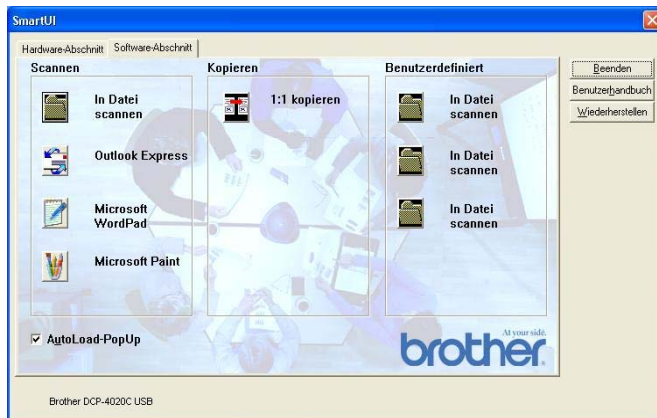 SmartUI
Hardware-Abschnitt Software-Abschnitt
Scannen Kopieren Benutzerdefiniert
In Datei
scannen
Outlook Express
Microsoft
WordPad
Microsoft Paint
1:1 kopieren
In Datei
scannen
In Datei
scannen
In Datei
scannen
Beenden
Benutzerhandbuch
Wiederherstellen
AutoLoad-PopUp
At your side.
brother
Brother DCP-4020C USB